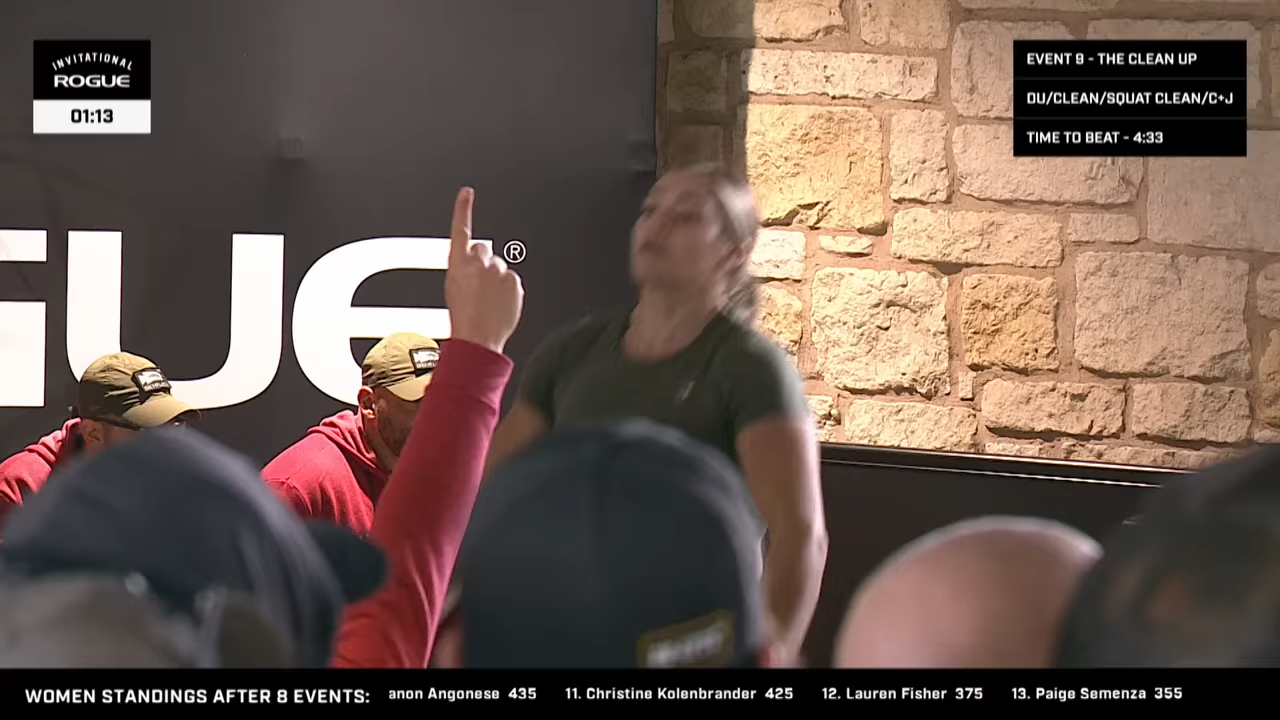 INVITATIONAL
ROGUE
01:13
EVENT 9 - THE CLEAN UP
DU/CLEAN/SQUAT CLEAN/C+J
TIME TO BEAT - 4:33
GUE®
WOMEN STANDINGS AFTER 8 EVENTS: anon Angonese 435 11. Christine Kolenbrander 425 12. Lauren Fisher 375 13. Paige Semenza 355